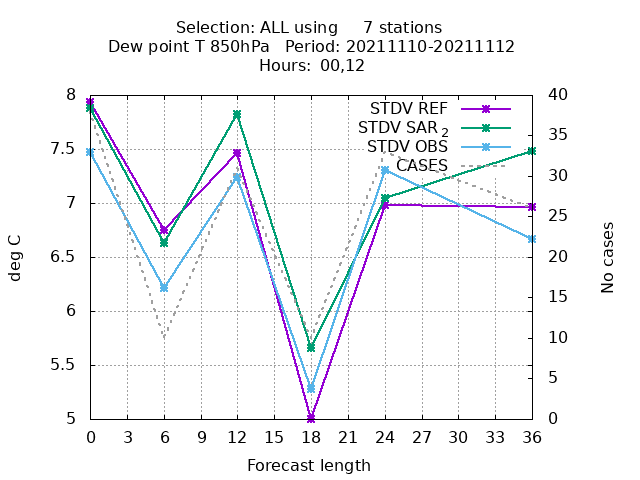 Selection: ALL using     7 stations
Dew point T 850hPa   Period: 20211110-20211112
Hours: 00,12
STDV REF
STDV SAR 2
STDV OBS
CASES
8
7.5
7
6.5
6
5.5
5
40
35
30
25
20
15
10
5
0
deg C
No cases
0 3 6 9 12 15 18 21 24 27 30 33 36
Forecast length